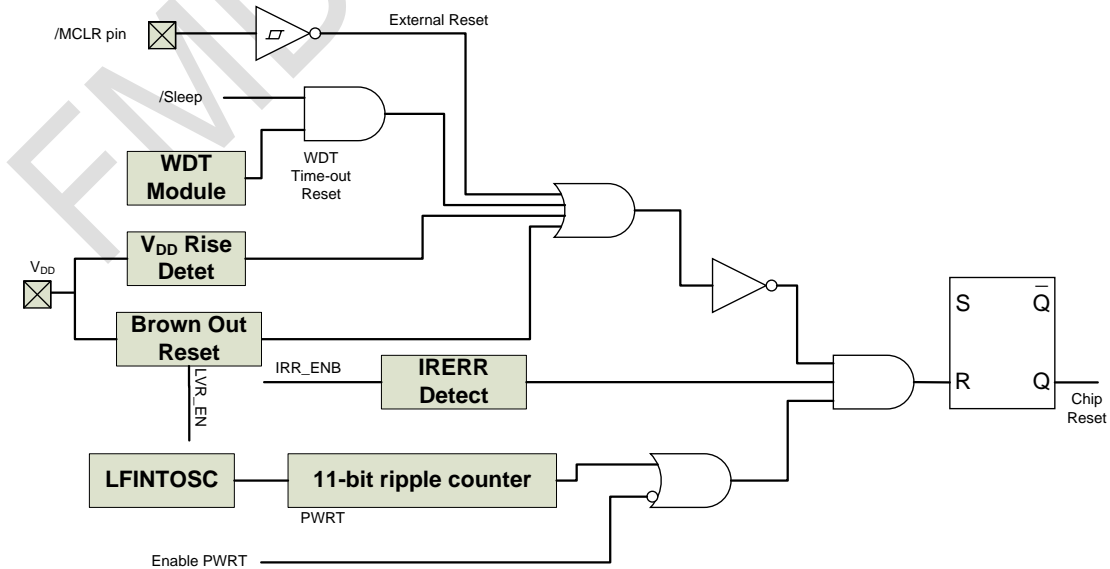 /MCLR pin
External Reset
/Sleep
WDT
Module
WDT
Time-out
Reset
VDD Rise
Detet
VDD
Brown Out
Reset
LVR_EN
IRR_ENB
IRERR
Detect
S
Q̅
R
Q
Chip
Reset
LFINTOSC
11-bit ripple counter
PWRT
Enable PWRT